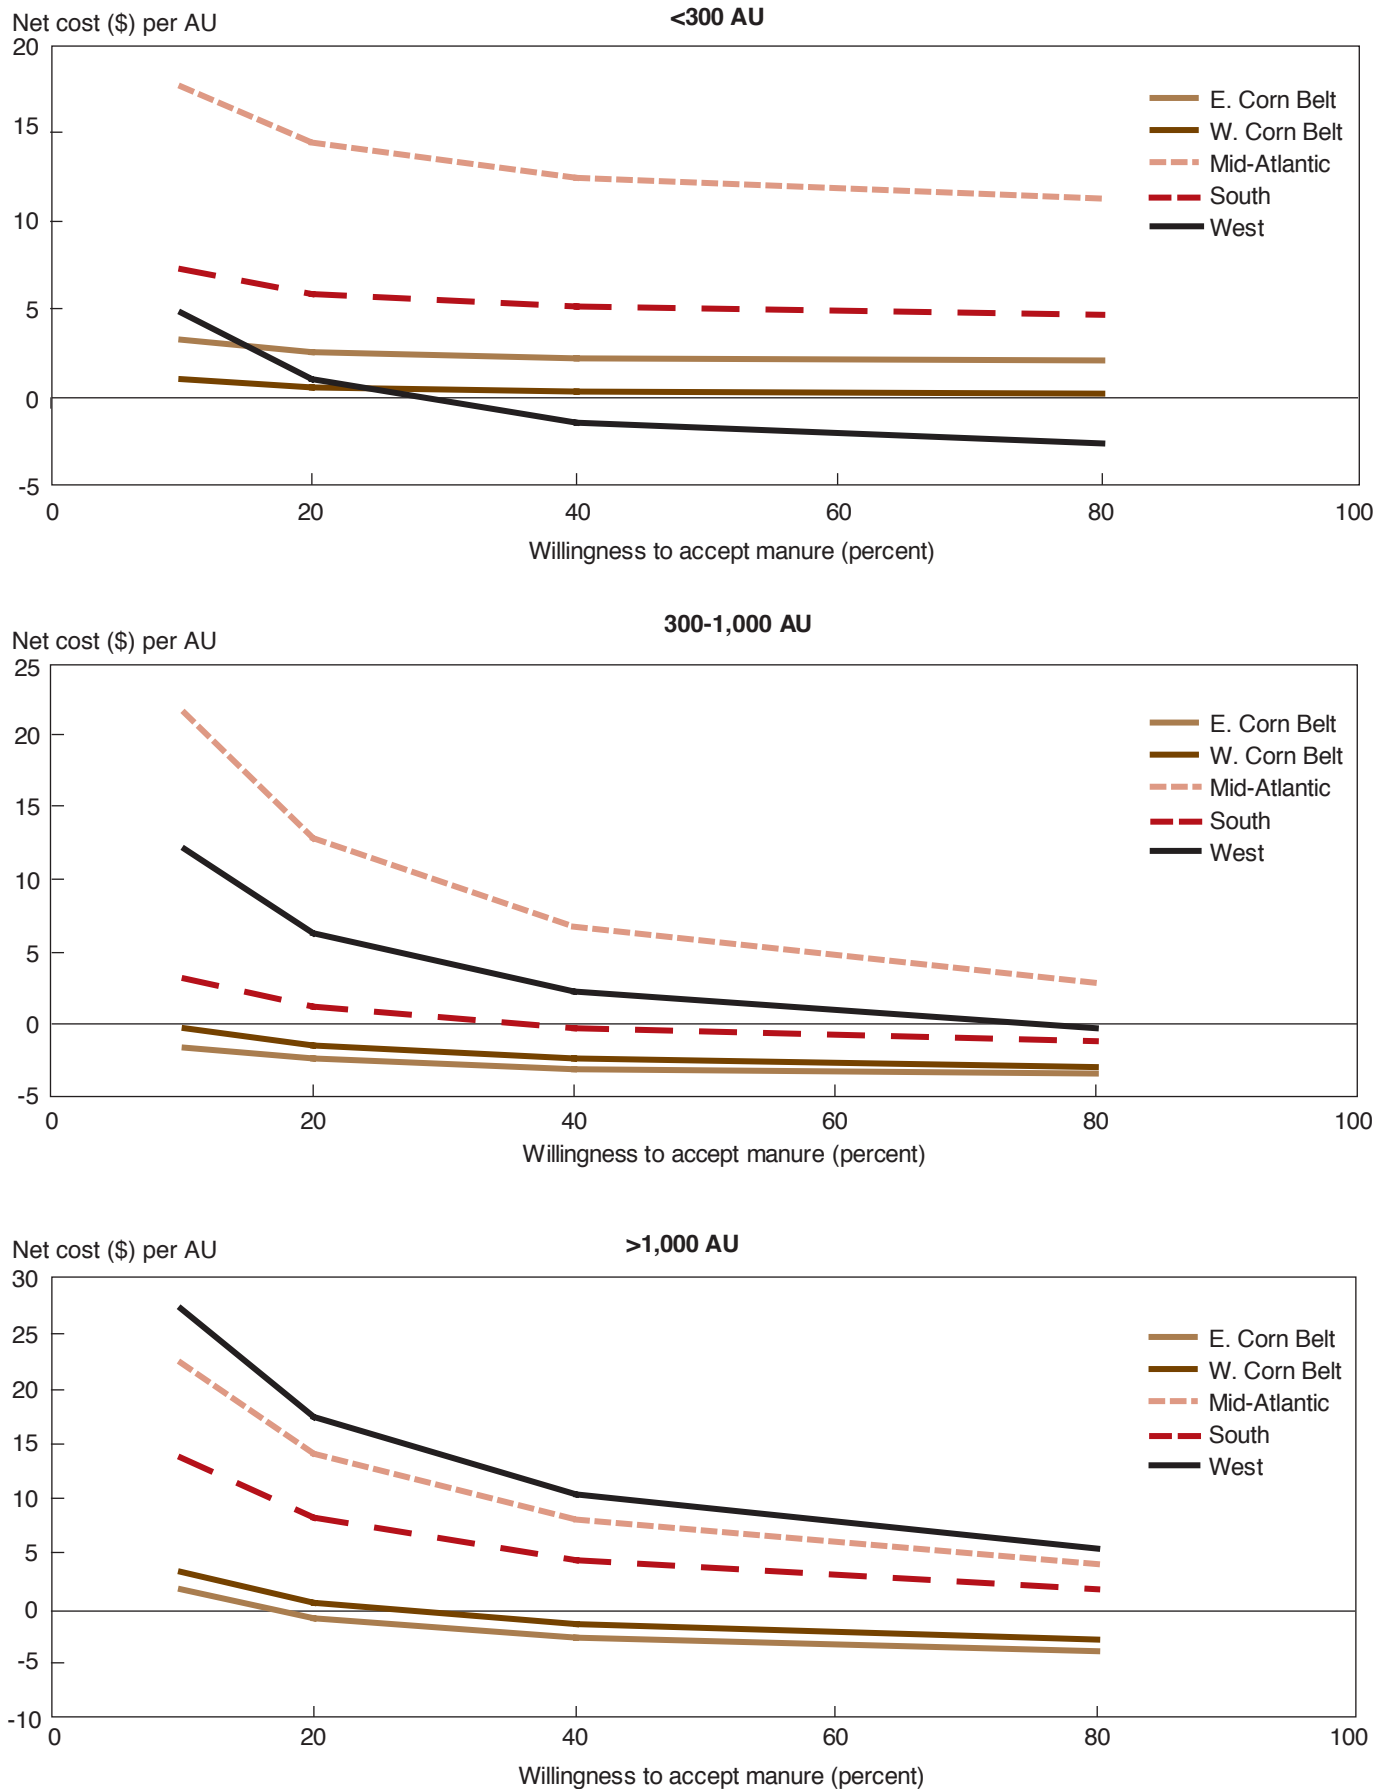 <300 AU
Net cost ($) per AU
20
15
10
5
0
-5
E. Corn Belt
W. Corn Belt
Mid-Atlantic
South
West
0 20 40 60 80 100
Willingness to accept manure (percent)
300-1,000 AU
Net cost ($) per AU
25
20
15
10
5
0
-5
E. Corn Belt
W. Corn Belt
Mid-Atlantic
South
West
0 20 40 60 80 100
Willingness to accept manure (percent)
>1,000 AU
Net cost ($) per AU
30
25
20
15
10
5
0
-5
-10
E. Corn Belt
W. Corn Belt
Mid-Atlantic
South
West
0 20 40 60 80 100
Willingness to accept manure (percent)